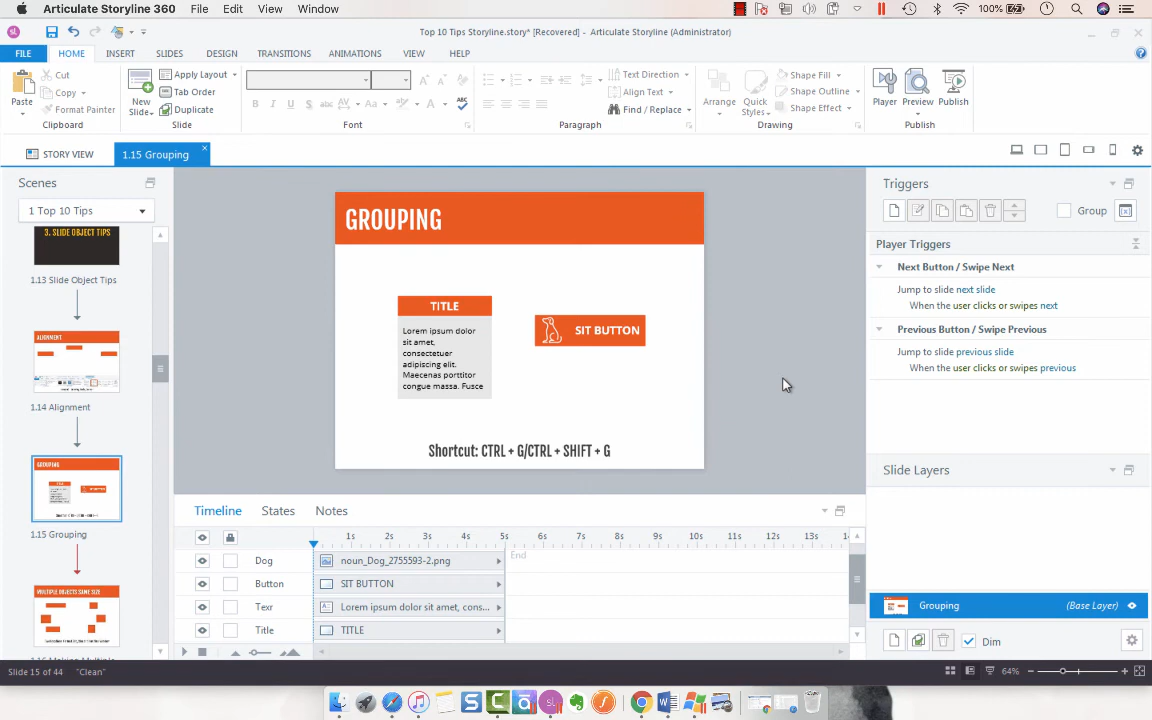 Articulate Storyline 360 File Edit View Window 100%
Top 10 Tips Storyline.story* [Recovered] - Articulate Storyline (Administrator)
FILE HOME INSERT SLIDES DESIGN TRANSITIONS ANIMATIONS VIEW HELP
Paste
Cut
Copy
Format Painter
Clipboard
New
Slide
Apply Layout
Tab Order
Duplicate
Slide
Font
Text Direction
Align Text
Find / Replace
Paragraph
Arrange
Quick
Styles
Shape Fill
Shape Outline
Shape Effect
Drawing
Player
Preview
Publish
Publish
STORY VIEW
1.15 Grouping
Scenes
1 Top 10 Tips
3. SLIDE OBJECT TIPS
1.13 Slide Object Tips
ALIGNMENT
1.14 Alignment
GROUPING
1.15 Grouping
MULTIPLE OBJECTS SAME SIZE
GROUPING
TITLE
Lorem ipsum dolor
sit amet,
consectetuer
adipiscing elit.
Maecenas porttitor
congue massa. Fusce
SIT BUTTON
Shortcut: CTRL + G/CTRL + SHIFT + G
Timeline States Notes
1s 2s 3s 4s 5s 6s 7s 8s 9s 10s 11s 12s 13s
End
Dog noun_Dog_2755593-2.png
Button SIT BUTTON
Texr Lorem ipsum dolor sit amet, cons...
Title TITLE
Triggers
Group
Player Triggers
Next Button / Swipe Next
Jump to slide next slide
When the user clicks or swipes next
Previous Button / Swipe Previous
Jump to slide previous slide
When the user clicks or swipes previous
Slide Layers
Grouping (Base Layer)
Dim
Slide 15 of 44 "Clean" 64%